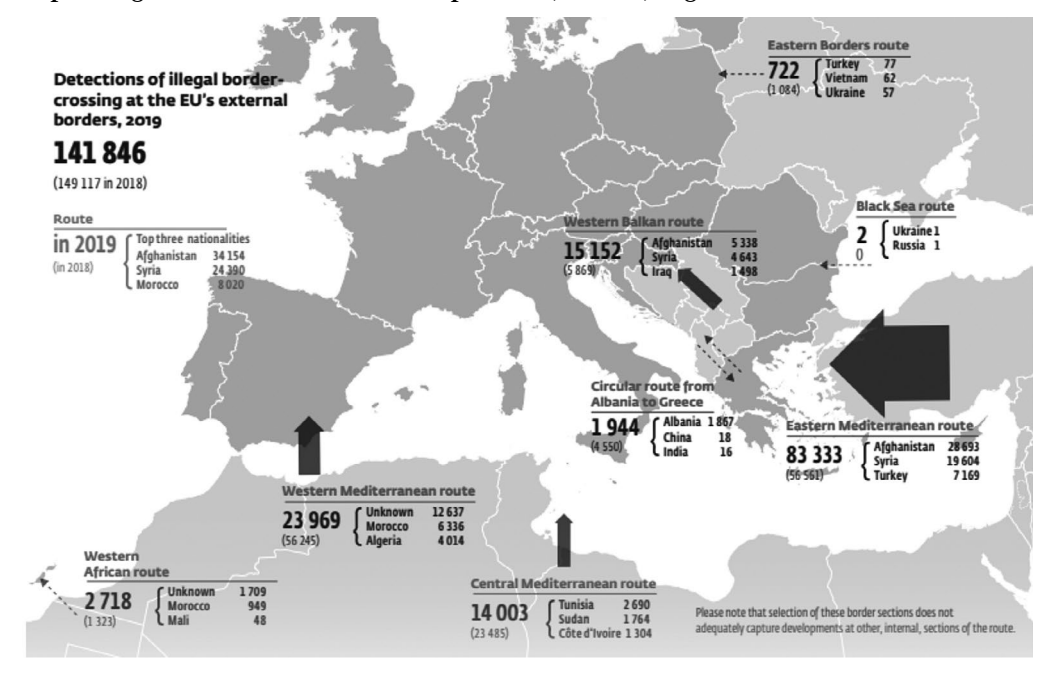 Detections of illegal border-
crossing at the EU's external
borders, 2019
141 846
(149 117 in 2018)
Route
in 2019
(in 2018)
Top three nationalities
Afghanistan 34 154
Syria 24 390
Morocco 8 020
Eastern Borders route
722
(1 084)
Turkey 77
Vietnam 62
Ukraine 57
Black Sea route
2
0
Ukraine 1
Russia 1
Western Balkan route
15 152
(5 869)
Afghanistan 5 338
Syria 4 643
Iraq 1 498
Circular route from
Albania to Greece
1 944
(4 550)
Albania 1 867
China 18
India 16
Eastern Mediterranean route
83 333
(56 561)
Afghanistan 28 693
Syria 19 604
Turkey 7 169
Western Mediterranean route
23 969
(56 245)
Unknown 12 637
Morocco 6 336
Algeria 4 014
Western
African route
2 718
(1 323)
Unknown 1 709
Morocco 949
Mali 48
Central Mediterranean route
14 003
(23 485)
Tunisia 2 690
Sudan 1 764
Côte d'Ivoire 1 304
Please note that selection of these border sections does not
adequately capture developments at other, internal, sections of the route.